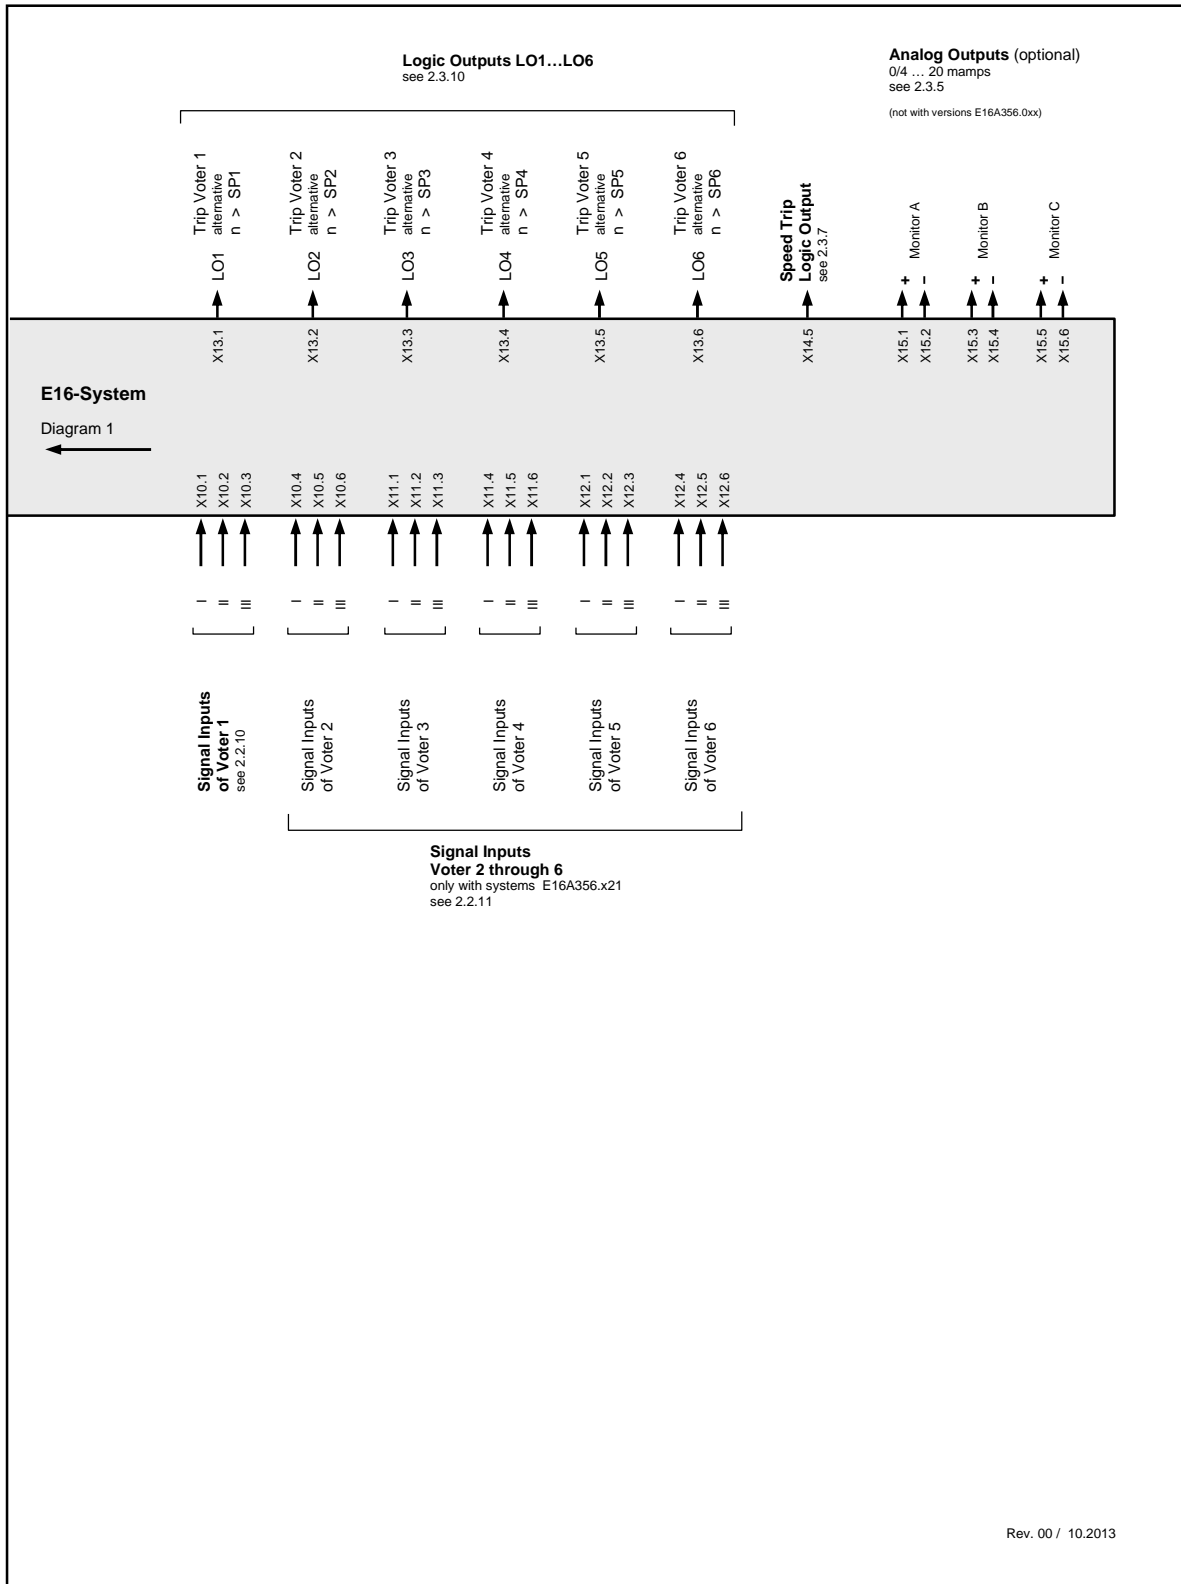 Logic Outputs LO1...LO6
see 2.3.10
Analog Outputs (optional)
0/4 ... 20 mamps
see 2.3.5
(not with versions E16A356.0xx)
Trip Voter 1
alternative
n > SP1
Trip Voter 2
alternative
n > SP2
Trip Voter 3
alternative
n > SP3
Trip Voter 4
alternative
n > SP4
Trip Voter 5
alternative
n > SP5
Trip Voter 6
alternative
n > SP6
Speed Trip
Logic Output
see 2.3.7
LO1
LO2
LO3
LO4
LO5
LO6
+
–
Monitor A
+
–
Monitor B
+
–
Monitor C
X13.1
X13.2
X13.3
X13.4
X13.5
X13.6
X14.5
X15.1
X15.2
X15.3
X15.4
X15.5
X15.6
E16-System
Diagram 1
X10.1
X10.2
X10.3
X10.4
X10.5
X10.6
X11.1
X11.2
X11.3
X11.4
X11.5
X11.6
X12.1
X12.2
X12.3
X12.4
X12.5
X12.6
I
II
III
I
II
III
I
II
III
I
II
III
I
II
III
I
II
III
Signal Inputs
of Voter 1
see 2.2.10
Signal Inputs
of Voter 2
Signal Inputs
of Voter 3
Signal Inputs
of Voter 4
Signal Inputs
of Voter 5
Signal Inputs
of Voter 6
Signal Inputs
Voter 2 through 6
only with systems E16A356.x21
see 2.2.11
Rev. 00 / 10.2013